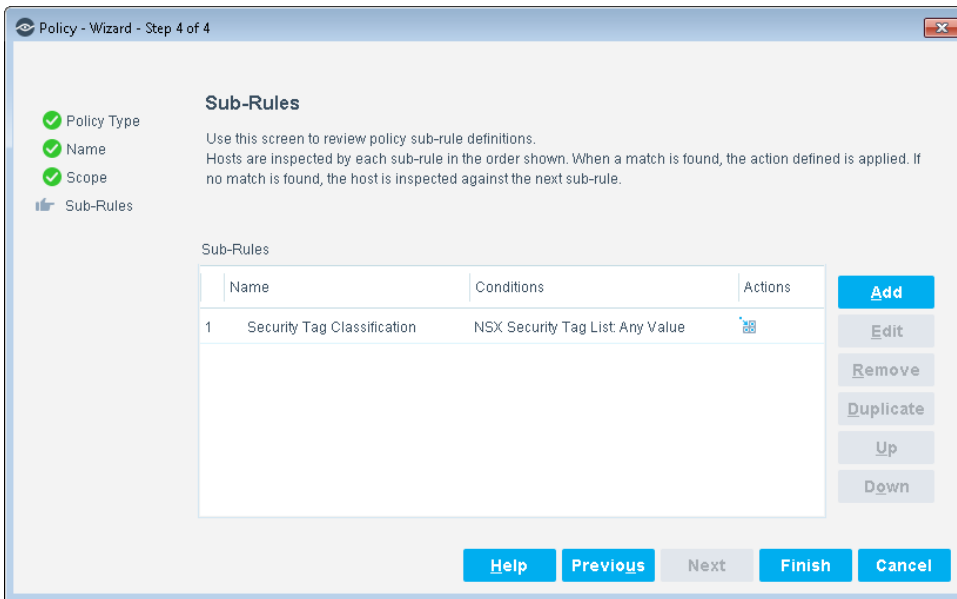 Policy - Wizard - Step 4 of 4
Policy Type
Name
Scope
Sub-Rules
Sub-Rules
Use this screen to review policy sub-rule definitions.
Hosts are inspected by each sub-rule in the order shown. When a match is found, the action defined is applied. If
no match is found, the host is inspected against the next sub-rule.
Sub-Rules
Name Conditions Actions
1 Security Tag Classification NSX Security Tag List: Any Value
Add
Edit
Remove
Duplicate
Up
Down
Help Previous Next Finish Cancel